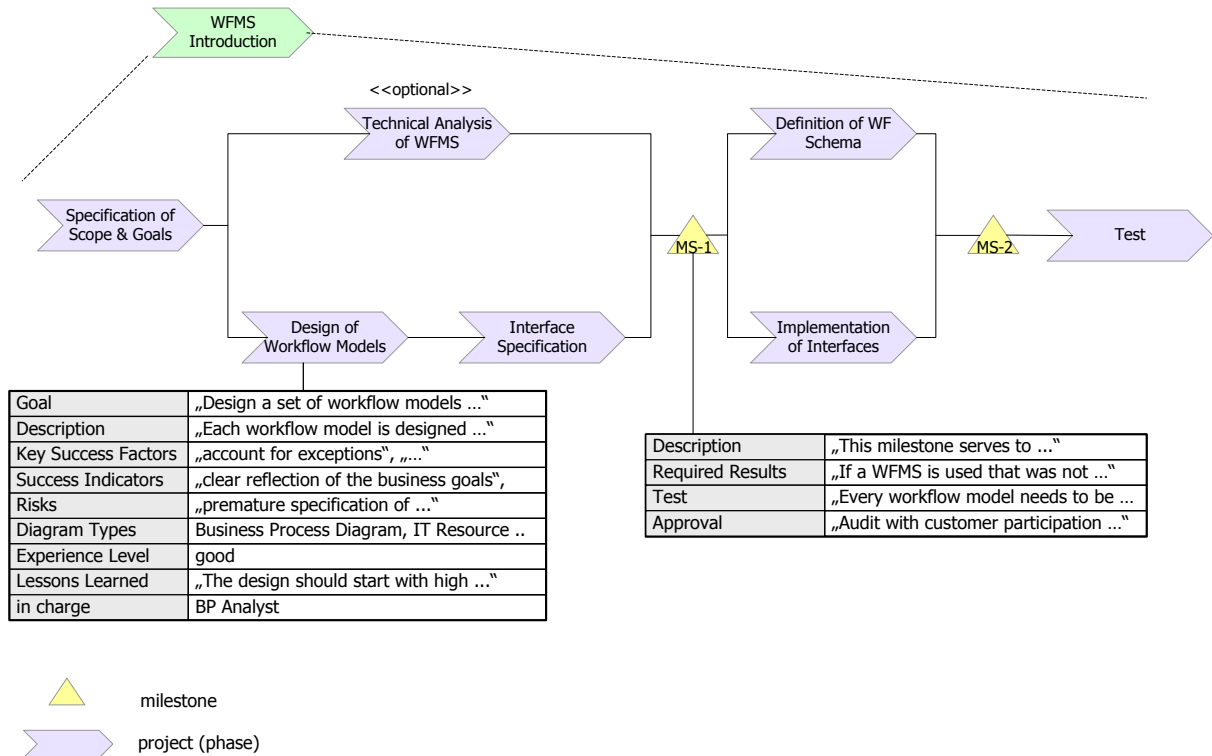 WFMS
Introduction
<<optional>>
Technical Analysis
of WFMS
Definition of WF
Schema
Specification of
Scope & Goals
MS-1
MS-2
Test
Design of
Workflow Models
Interface
Specification
Implementation
of Interfaces
Goal „Design a set of workflow models ...“
Description „Each workflow model is designed ...“
Key Success Factors „account for exceptions“, „...“
Success Indicators „clear reflection of the business goals“,
Risks „premature specification of ...“
Diagram Types Business Process Diagram, IT Resource ..
Experience Level good
Lessons Learned „The design should start with high ...“
in charge BP Analyst
Description „This milestone serves to ...“
Required Results „If a WFMS is used that was not ...“
Test „Every workflow model needs to be ...
Approval „Audit with customer participation ...“
milestone
project (phase)